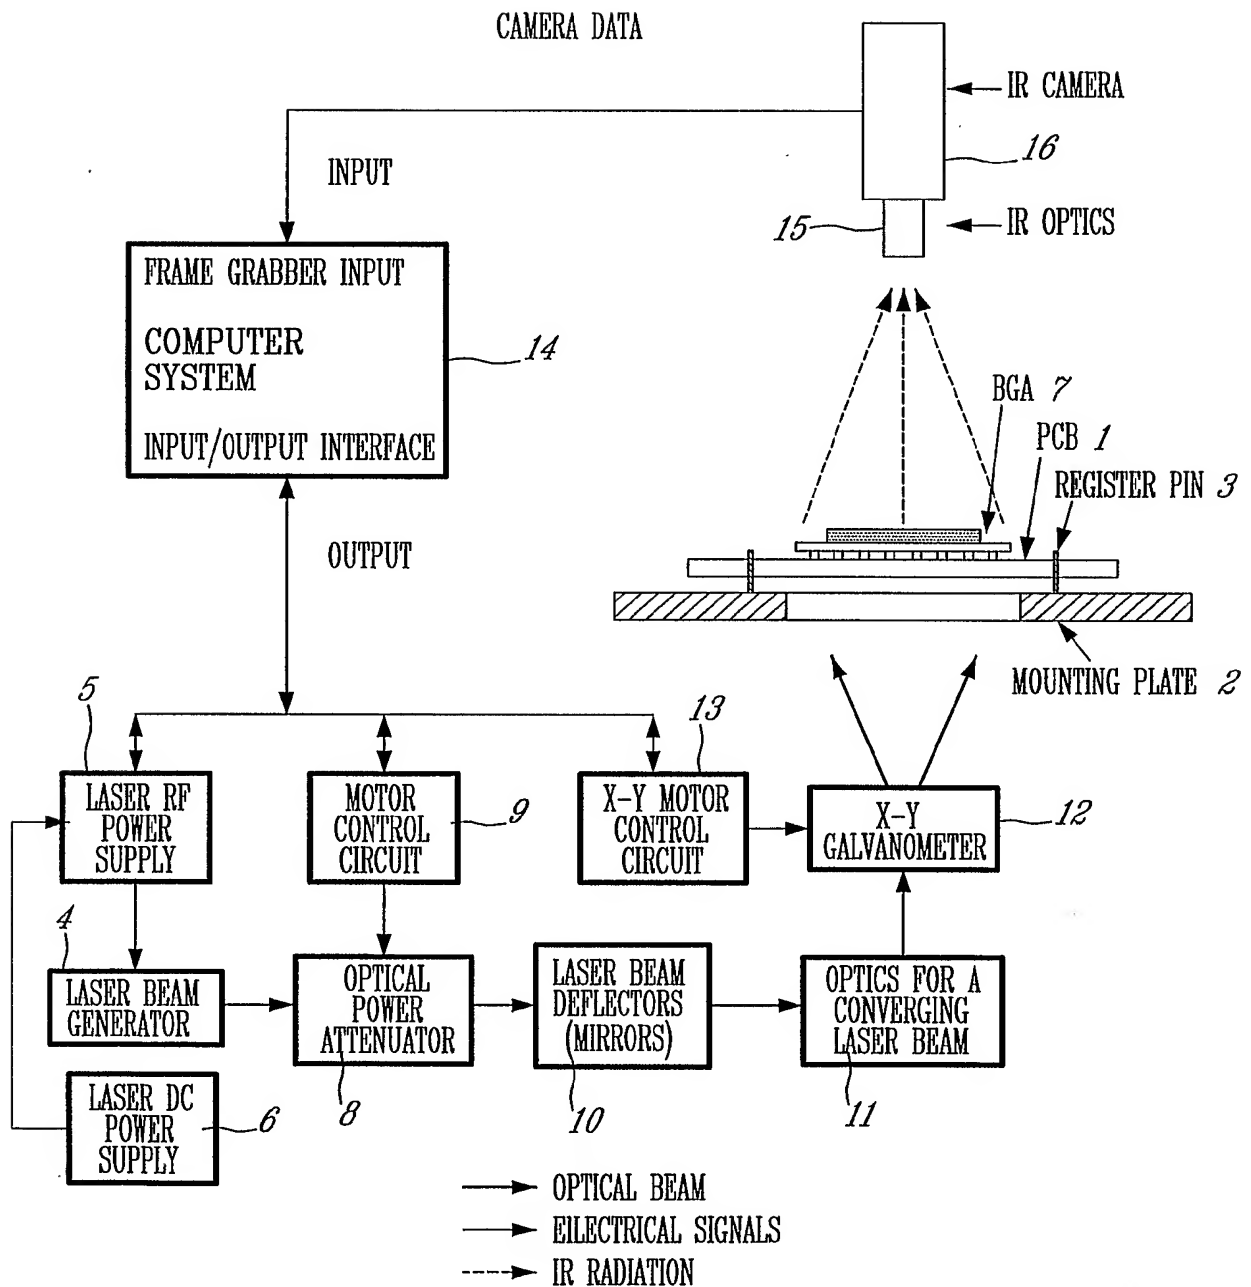 CAMERA DATA
IR CAMERA
16
INPUT
15
IR OPTICS
FRAME GRABBER INPUT
COMPUTER
SYSTEM
INPUT/OUTPUT INTERFACE
14
BGA 7
PCB 1
REGISTER PIN 3
OUTPUT
MOUNTING PLATE 2
5
13
LASER RF
POWER
SUPPLY
MOTOR
CONTROL
CIRCUIT
9
X-Y MOTOR
CONTROL
CIRCUIT
X-Y
GALVANOMETER
12
4
LASER BEAM
GENERATOR
OPTICAL
POWER
ATTENUATOR
8
LASER BEAM
DEFLECTORS
(MIRRORS)
10
OPTICS FOR A
CONVERGING
LASER BEAM
11
LASER DC
POWER
SUPPLY
6
OPTICAL BEAM
EILECTRICAL SIGNALS
IR RADIATION